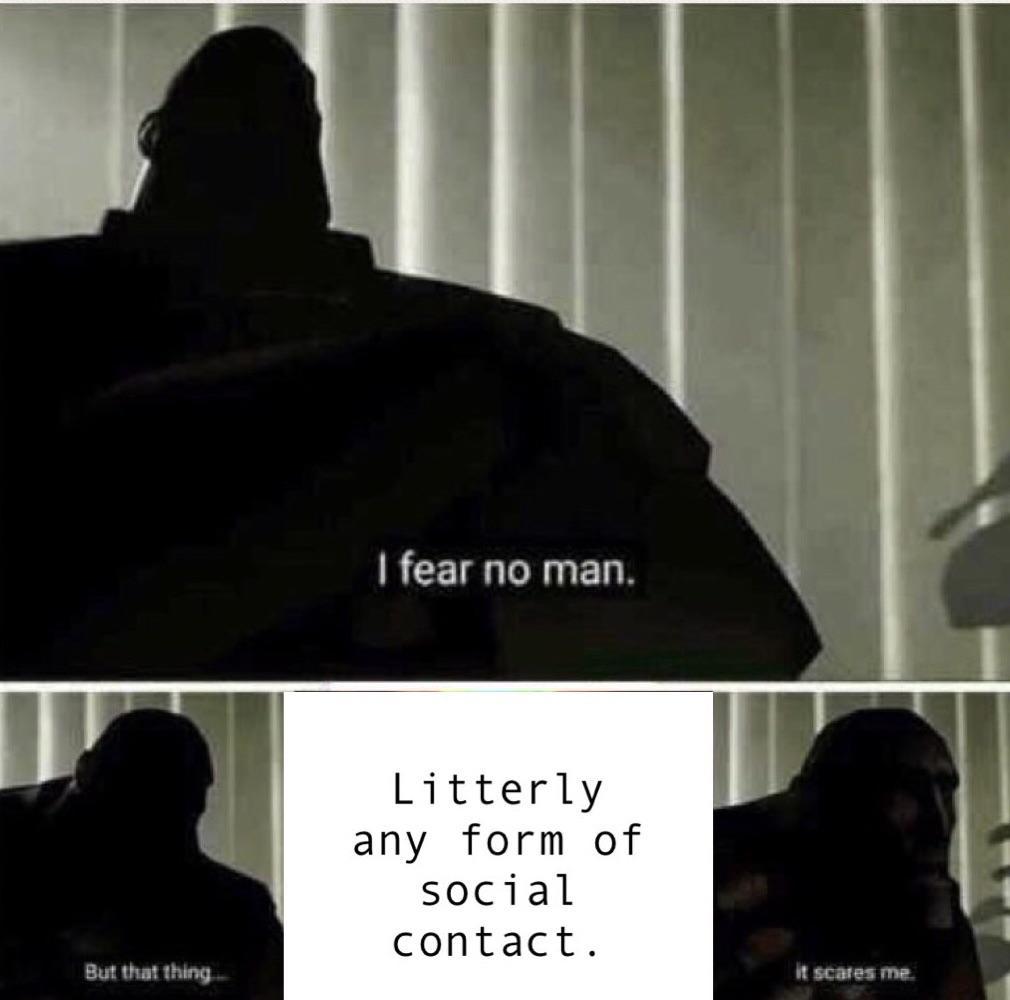 I fear no man.
Litterly
any form of
social
contact.
But that thing...
it scares me.